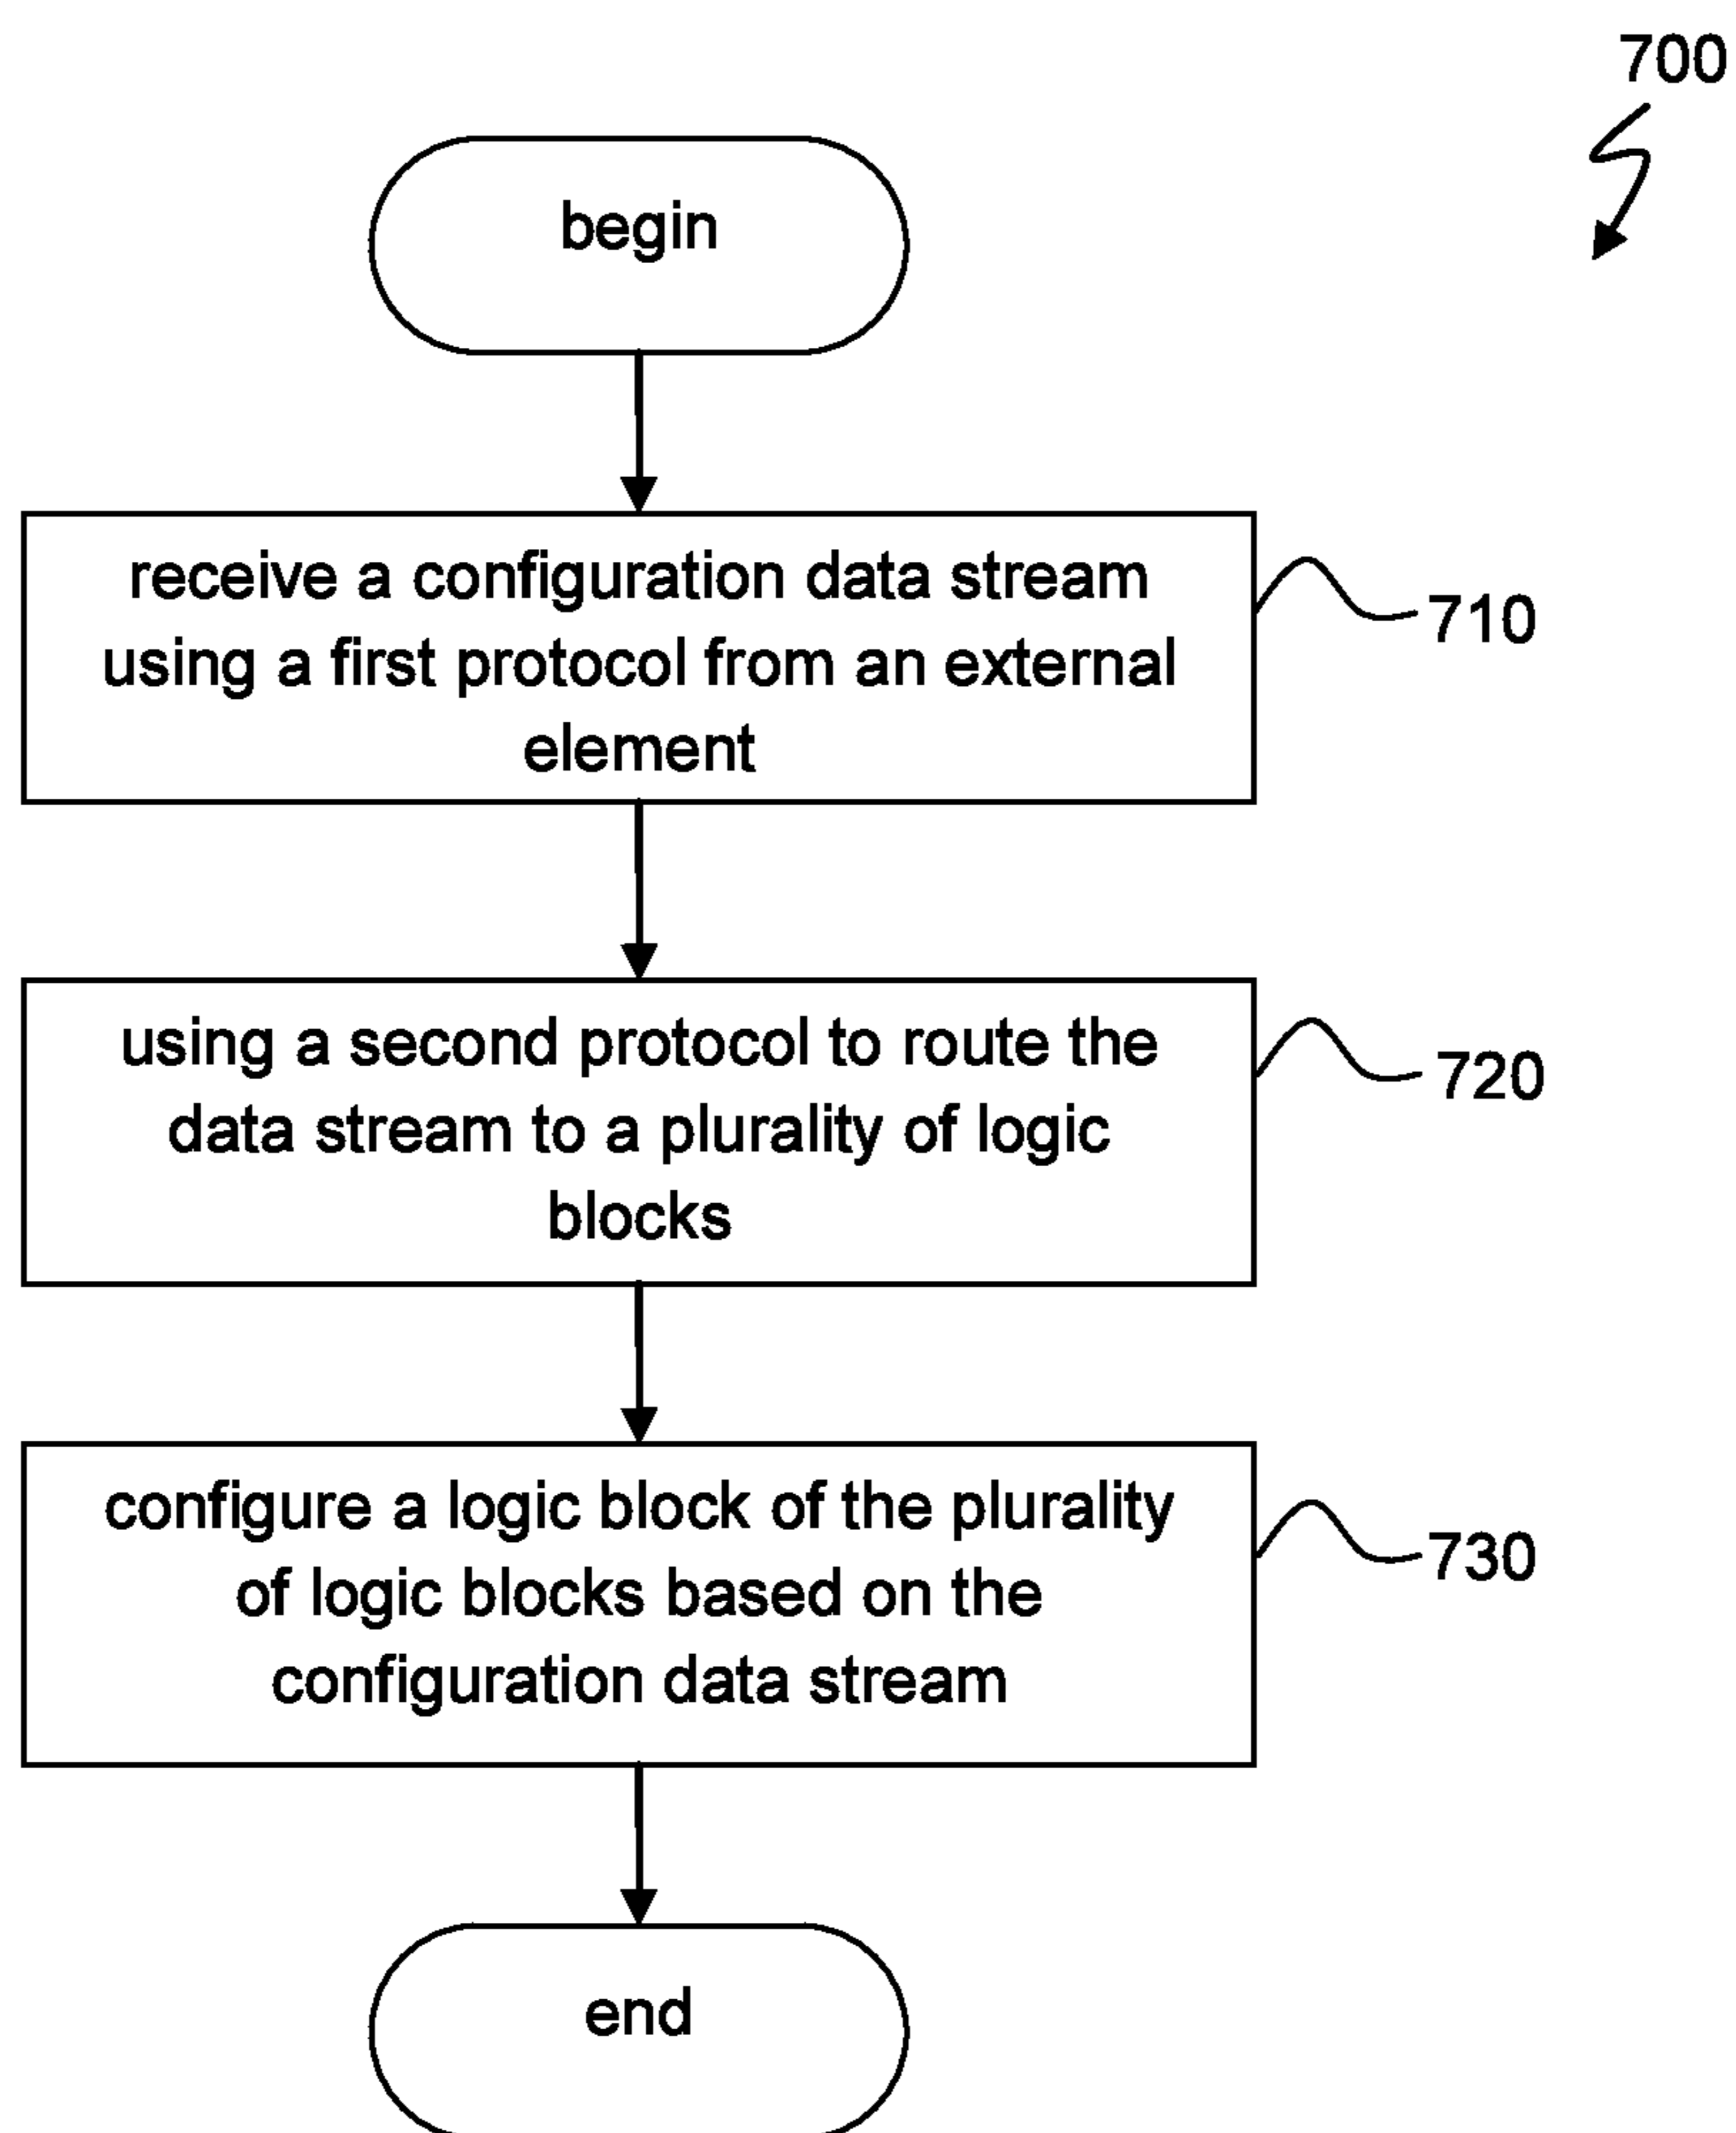 700
begin
receive a configuration data stream
using a first protocol from an external
element
710
using a second protocol to route the
data stream to a plurality of logic
blocks
720
configure a logic block of the plurality
of logic blocks based on the
configuration data stream
730
end